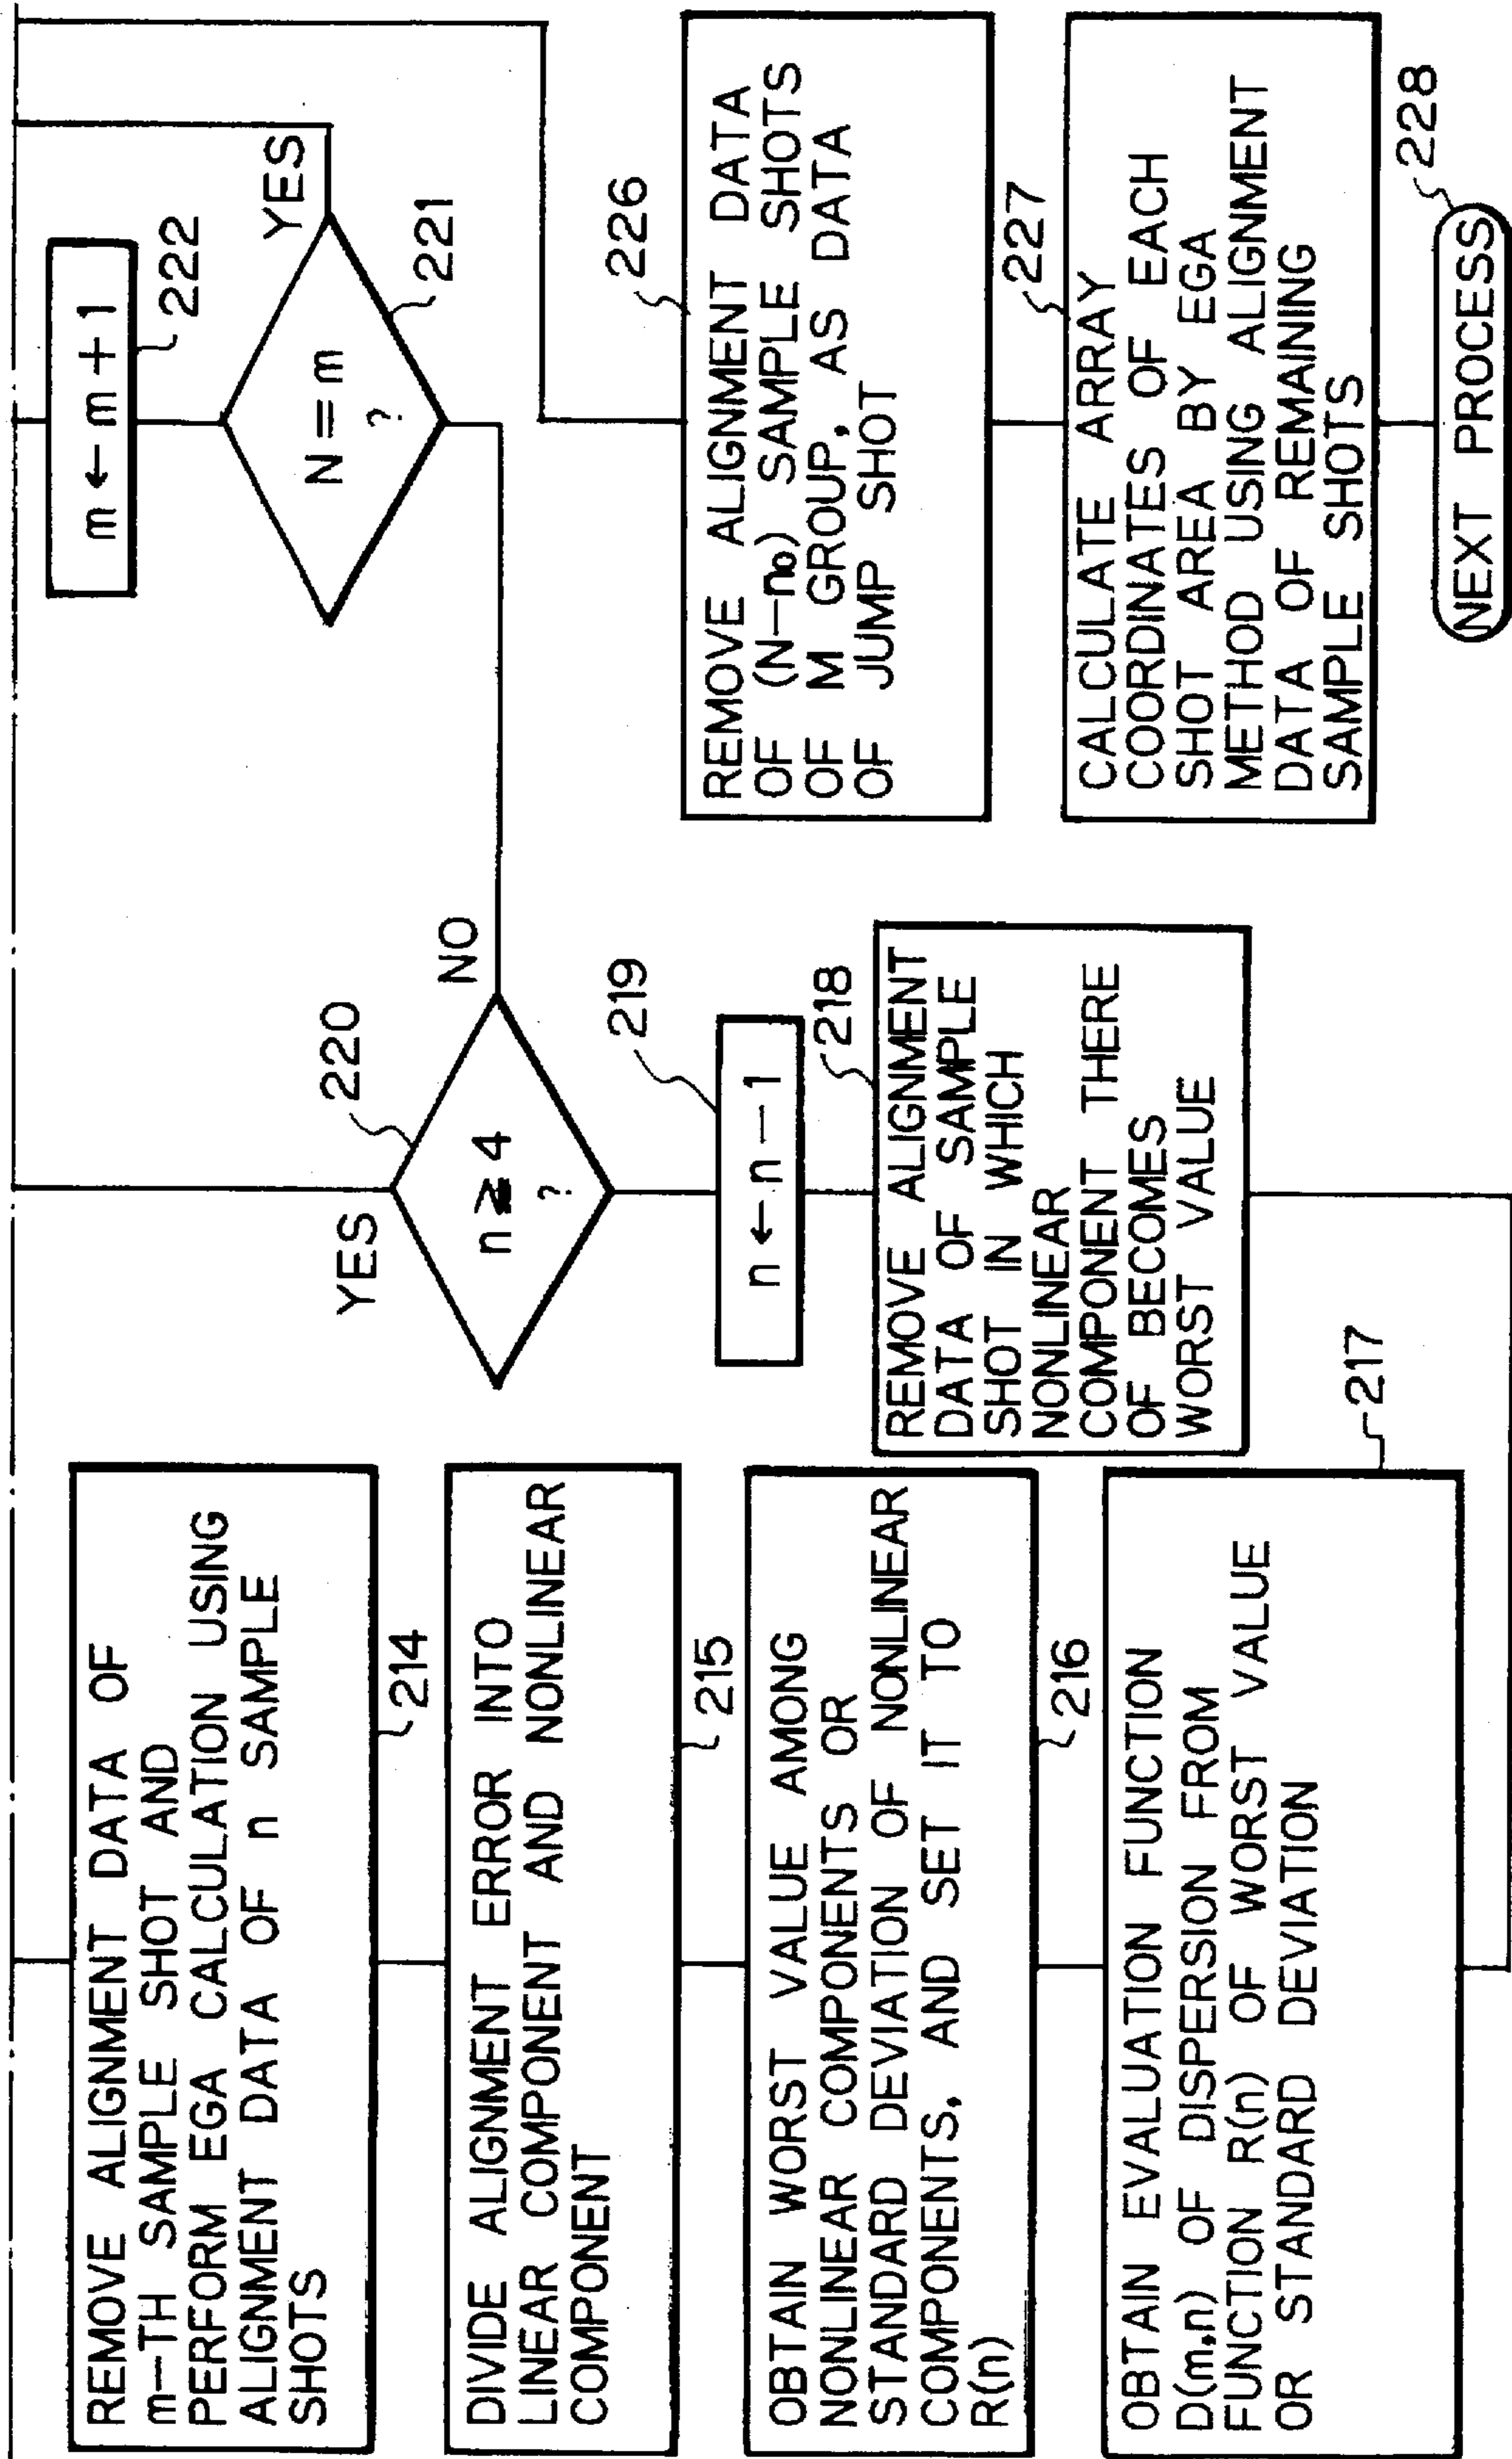 REMOVE ALIGNMENT DATA OF
m-TH SAMPLE SHOT AND
PERFORM EGA CALCULATION USING
ALIGNMENT DATA OF n SAMPLE
SHOTS
214
DIVIDE ALIGNMENT ERROR INTO
LINEAR COMPONENT AND NONLINEAR
COMPONENT
215
OBTAIN WORST VALUE AMONG
NONLINEAR COMPONENTS OR
STANDARD DEVIATION OF NONLINEAR
COMPONENTS, AND SET IT TO
R(n)
216
OBTAIN EVALUATION FUNCTION
D(m,n) OF DISPERSION FROM
FUNCTION R(n) OF WORST VALUE
OR STANDARD DEVIATION
217
YES
220
n ≧ 4
?
NO
219
n ← n - 1
218
REMOVE ALIGNMENT
DATA OF SAMPLE
SHOT IN WHICH
NONLINEAR
COMPONENT THERE
OF BECOMES
WORST VALUE
m ← m + 1
222
YES
N = m
?
221
226
REMOVE ALIGNMENT DATA
OF (N-n₀) SAMPLE SHOTS
OF M GROUP, AS DATA
OF JUMP SHOT
227
CALCULATE ARRAY
COORDINATES OF EACH
SHOT AREA BY EGA
METHOD USING ALIGNMENT
DATA OF REMAINING
SAMPLE SHOTS
228
NEXT PROCESS